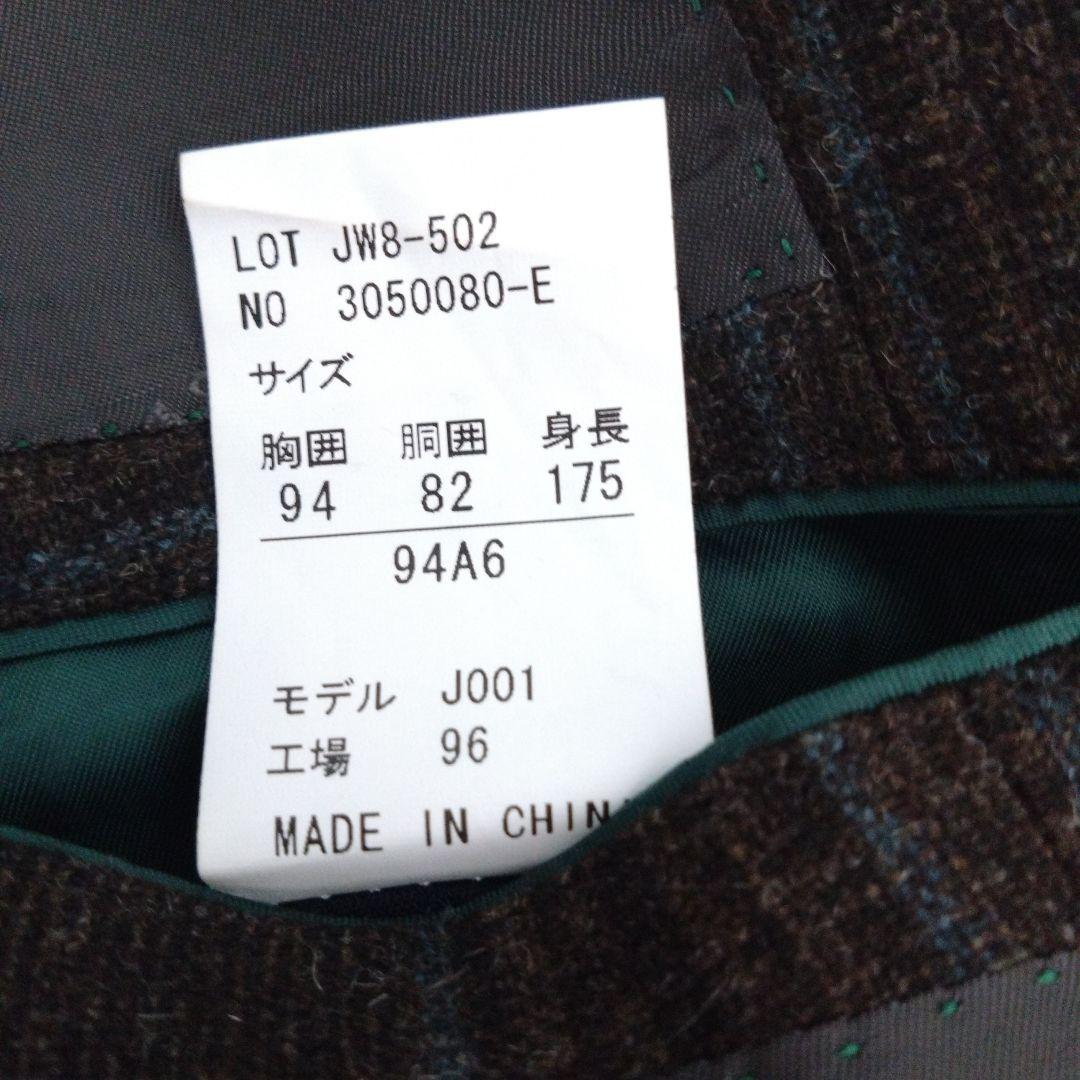 LOT JW8-502
NO 3050080-E
サイズ
胸囲 胴囲 身長
94 82 175
94A6
モデル J001
工場 96
MADE IN CHIN